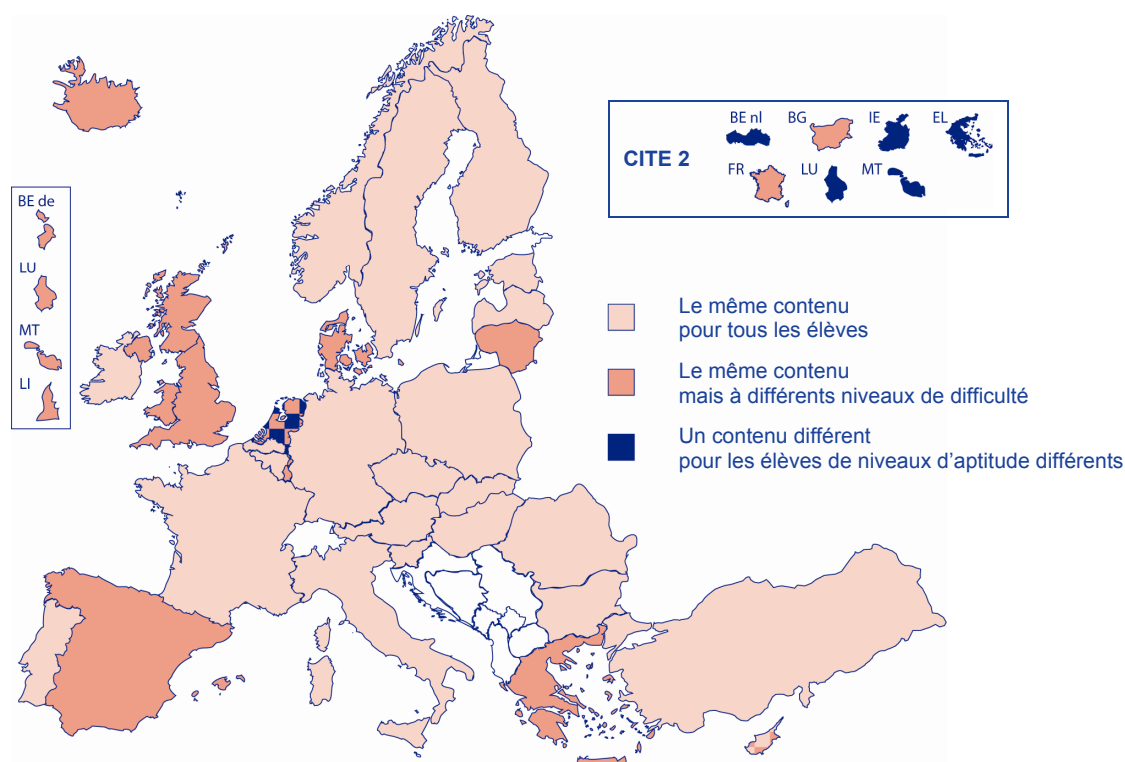 BE nl BG IE EL
CITE 2
FR LU MT
BE de
LU
MT
LI
Le même contenu
pour tous les élèves
Le même contenu
mais à différents niveaux de difficulté
Un contenu différent
pour les élèves de niveaux d’aptitude différents